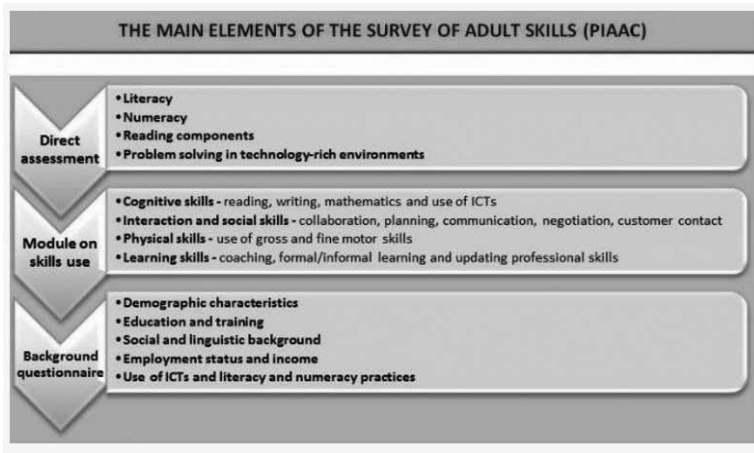 THE MAIN ELEMENTS OF THE SURVEY OF ADULT SKILLS (PIAAC)
Direct
assessment
•Literacy
•Numeracy
•Reading components
•Problem solving in technology-rich environments
Module on
skills use
•Cognitive skills - reading, writing, mathematics and use of ICTs
•Interaction and social skills - collaboration, planning, communication, negotiation, customer contact
•Physical skills - use of gross and fine motor skills
•Learning skills - coaching, formal/informal learning and updating professional skills
Background
questionnaire
•Demographic characteristics
•Education and training
•Social and linguistic background
•Employment status and income
•Use of ICTs and literacy and numeracy practices